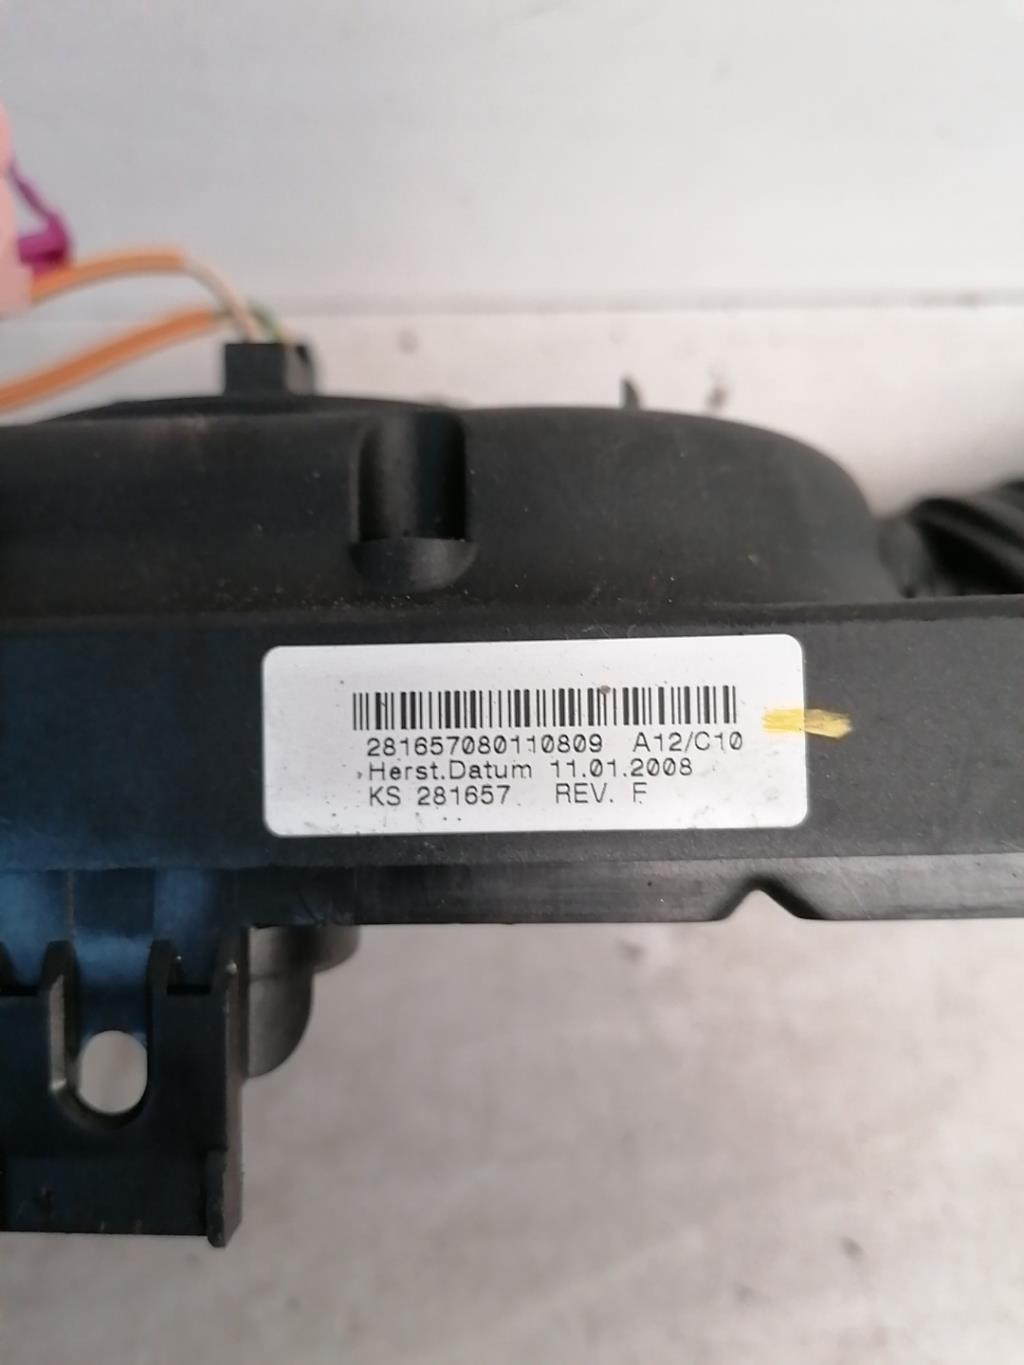 281657080110809 A12/C10
Herst.Datum 11.01.2008
KS 281657 REV. F